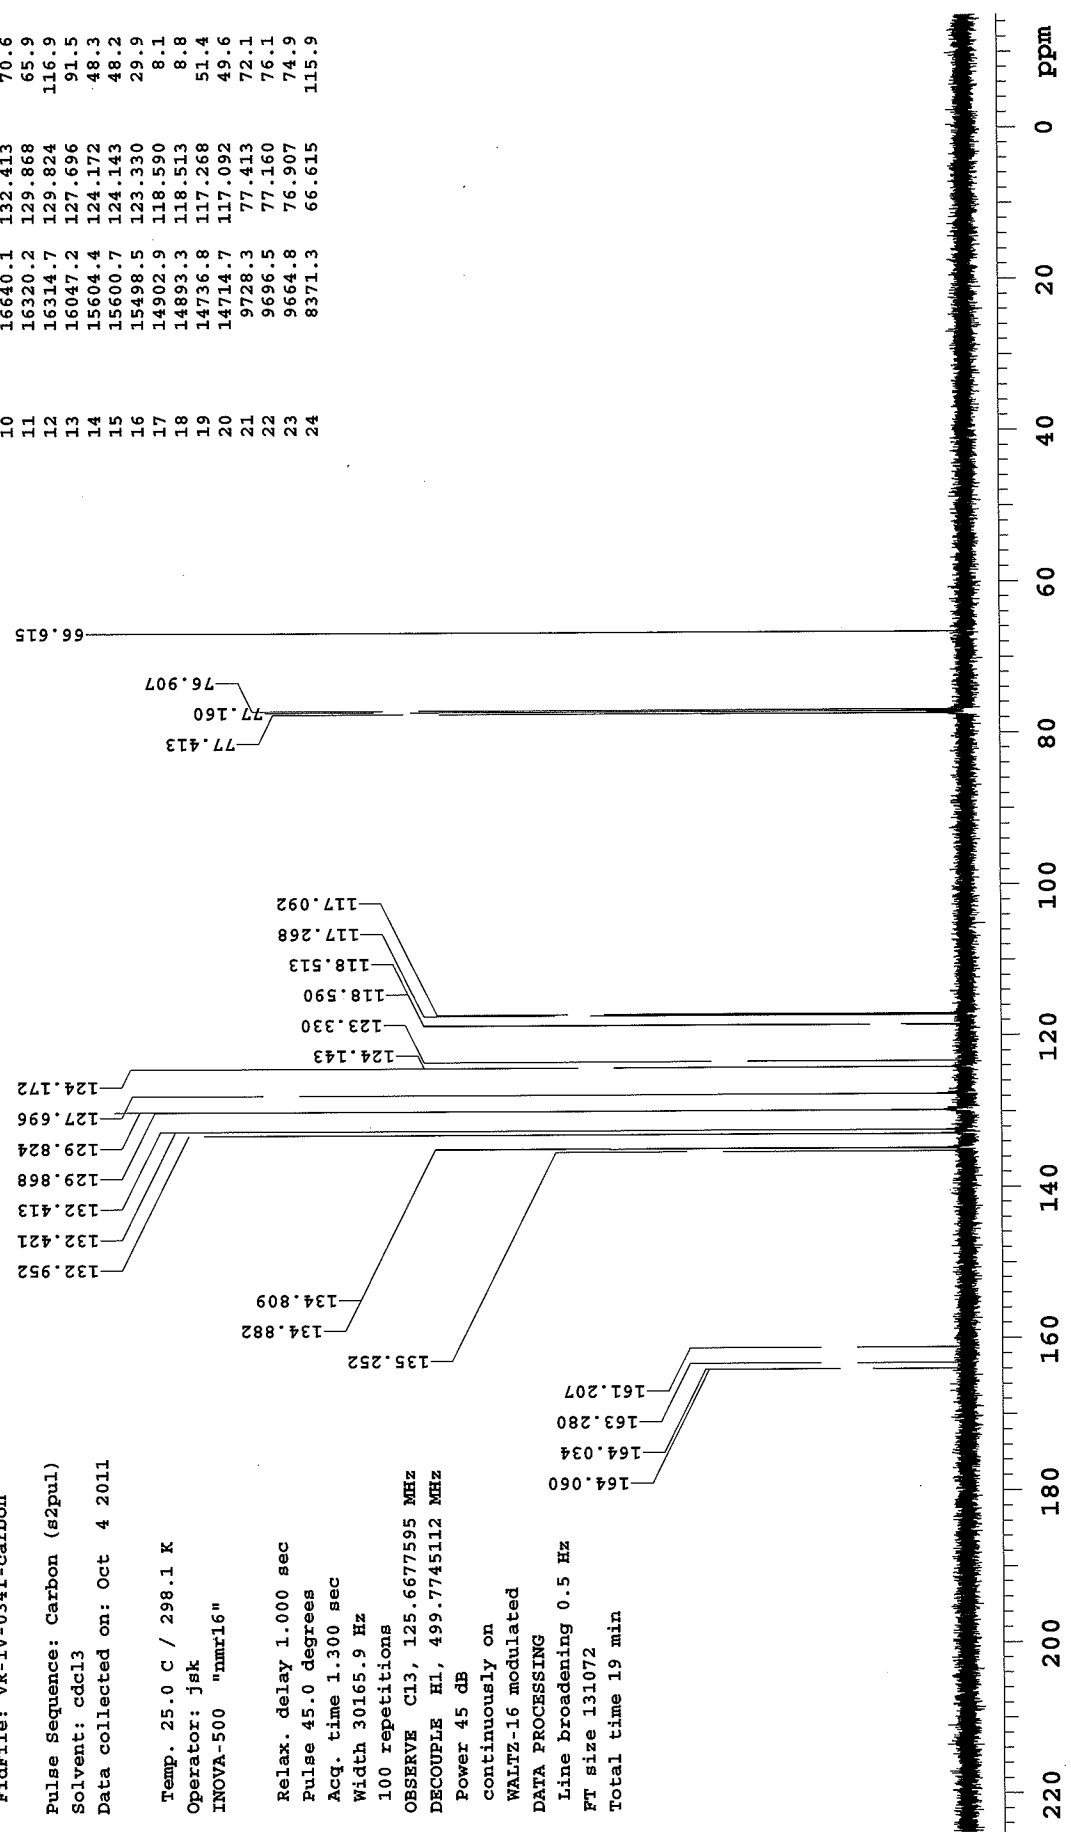 Pulse Sequence: Carbon (s2pul)
Solvent: cdcl3
Data collected on: Oct 4 2011
Temp. 25.0 C / 298.1 K
Operator: jsk
INOVA-500 "nmr16"
Relax. delay 1.000 sec
Pulse 45.0 degrees
Acq. time 1.300 sec
Width 30165.9 Hz
100 repetitions
OBSERVE C13, 125.6677595 MHz
DECOUPLE H1, 499.7745112 MHz
Power 45 dB
continuously on
WALTZ-16 modulated
DATA PROCESSING
Line broadening 0.5 Hz
FT size 131072
Total time 19 min
10 16640.1 132.413 70.6
11 16320.2 129.868 65.9
12 16314.7 129.824 116.9
13 16047.2 127.696 91.5
14 15604.4 124.172 48.3
15 15600.7 124.143 48.2
16 15498.5 123.330 29.9
17 14902.9 118.590 8.1
18 14893.3 118.513 8.8
19 14736.8 117.268 51.4
20 14714.7 117.092 49.6
21 9728.3 77.413 72.1
22 9696.5 77.160 76.1
23 9664.8 76.907 74.9
24 8371.3 66.615 115.9
164.060
164.034
163.280
161.207
135.252
134.882
134.809
132.952
132.421
132.413
129.868
129.824
127.696
124.172
124.143
123.330
118.590
118.513
117.268
117.092
77.413
77.160
76.907
66.615
220 200 180 160 140 120 100 80 60 40 20 0 ppm